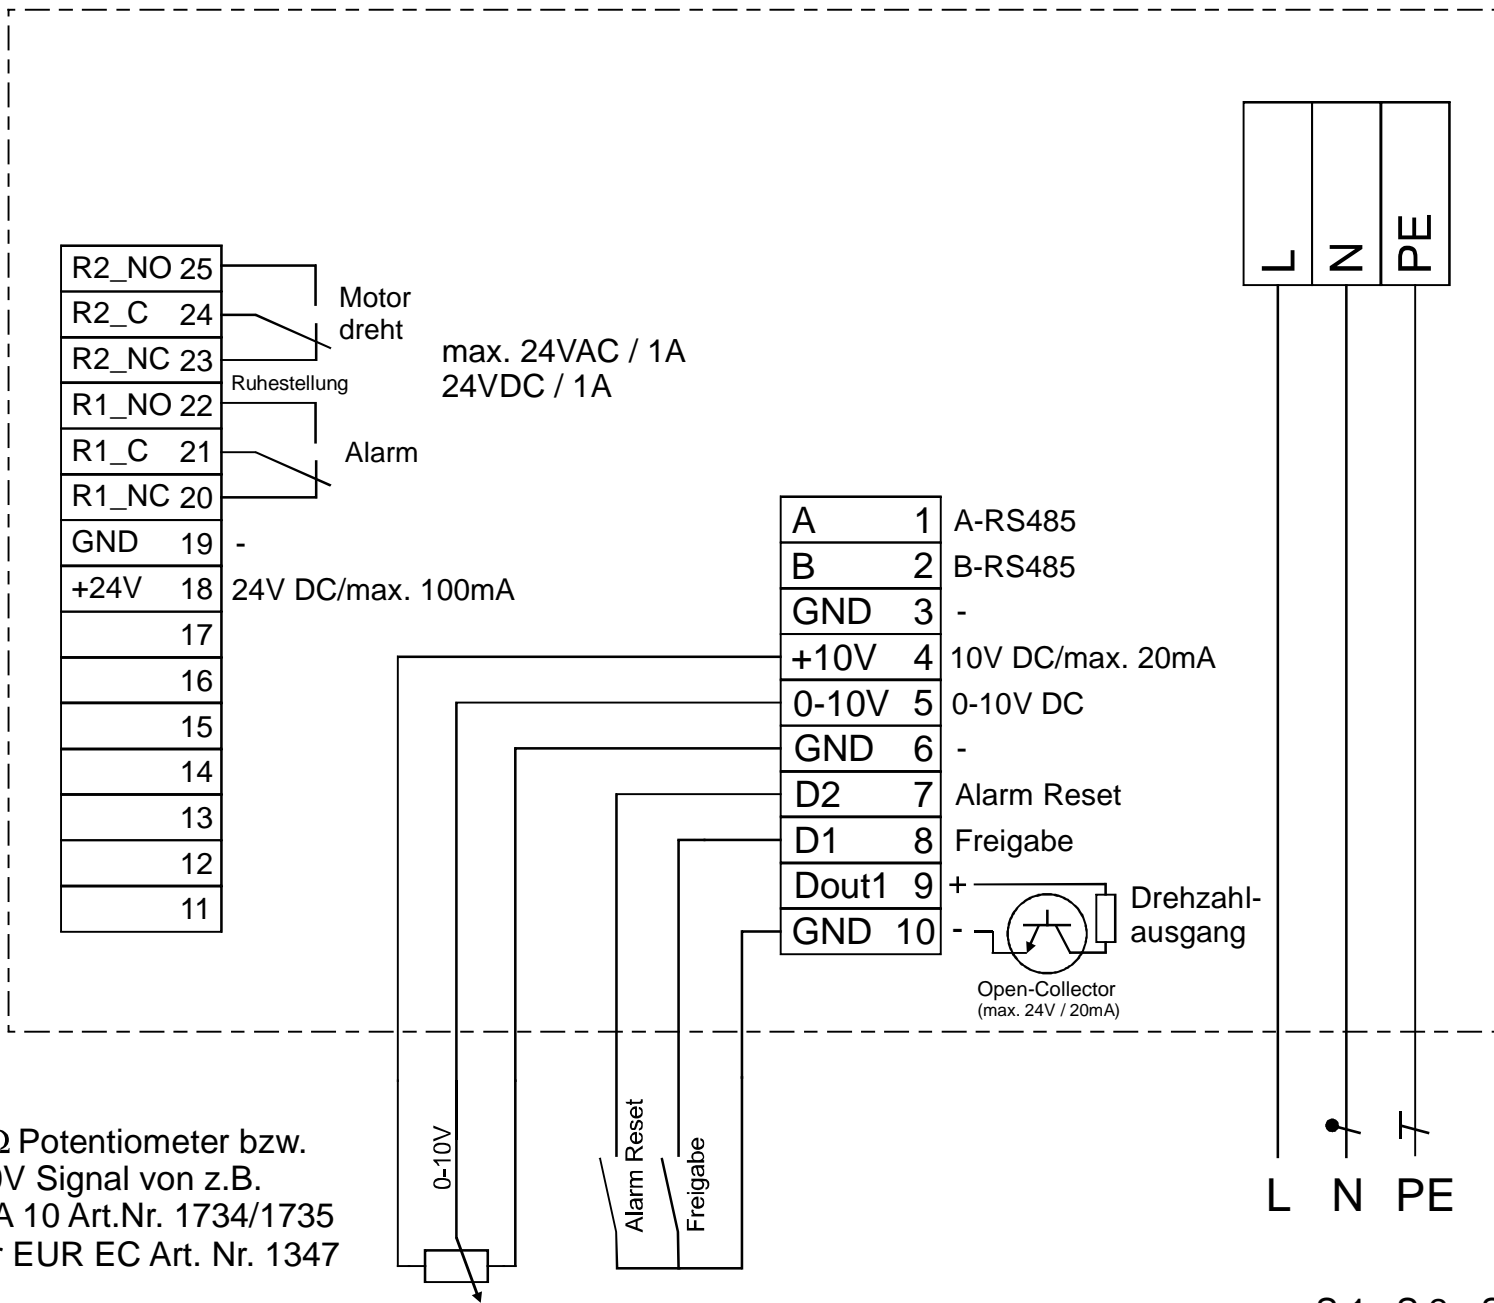 L
N
PE
R2_NO 25
R2_C 24
R2_NC 23
R1_NO 22
R1_C 21
R1_NC 20
GND 19 -
+24V 18 24V DC/max. 100mA
17
16
15
14
13
12
11
Motor
dreht
Ruhestellung
Alarm
max. 24VAC / 1A
24VDC / 1A
A 1 A-RS485
B 2 B-RS485
GND 3 -
+10V 4 10V DC/max. 20mA
0-10V 5 0-10V DC
GND 6 -
D2 7 Alarm Reset
D1 8 Freigabe
Dout1 9 +
GND 10 -
Drehzahl-
ausgang
Open-Collector
(max. 24V / 20mA)
Ω Potentiometer bzw.
0V Signal von z.B.
A 10 Art.Nr. 1734/1735
EUR EC Art. Nr. 1347
0-10V
Alarm Reset
Freigabe
L N PE